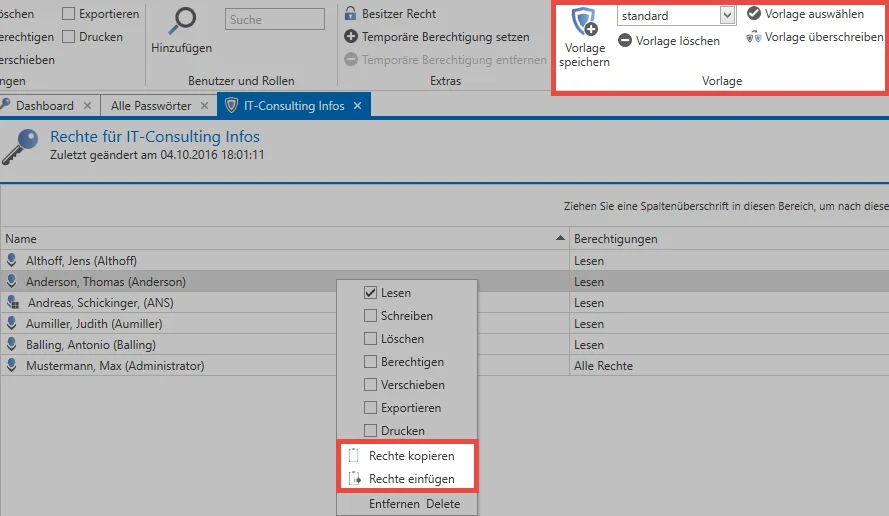 öschen
Exportieren
erechtigen
Drucken
erschieben
ngen
Hinzufügen
Suche
Benutzer und Rollen
Besitzer Recht
Temporäre Berechtigung setzen
Temporäre Berechtigung entfernen
Extras
Vorlage
speichern
standard
Vorlage löschen
Vorlage auswählen
Vorlage überschreiben
Vorlage
Dashboard
Alle Passwörter
IT-Consulting Infos
Rechte für IT-Consulting Infos
Zuletzt geändert am 04.10.2016 18:01:11
Ziehen Sie eine Spaltenüberschrift in diesen Bereich, um nach diese
Name Berechtigungen
Althoff, Jens (Althoff) Lesen
Anderson, Thomas (Anderson) Lesen
Andreas, Schickinger, (ANS) Lesen
Aumiller, Judith (Aumiller) Lesen
Balling, Antonio (Balling) Lesen
Mustermann, Max (Administrator) Alle Rechte
Lesen
Schreiben
Löschen
Berechtigen
Verschieben
Exportieren
Drucken
Rechte kopieren
Rechte einfügen
Entfernen Delete